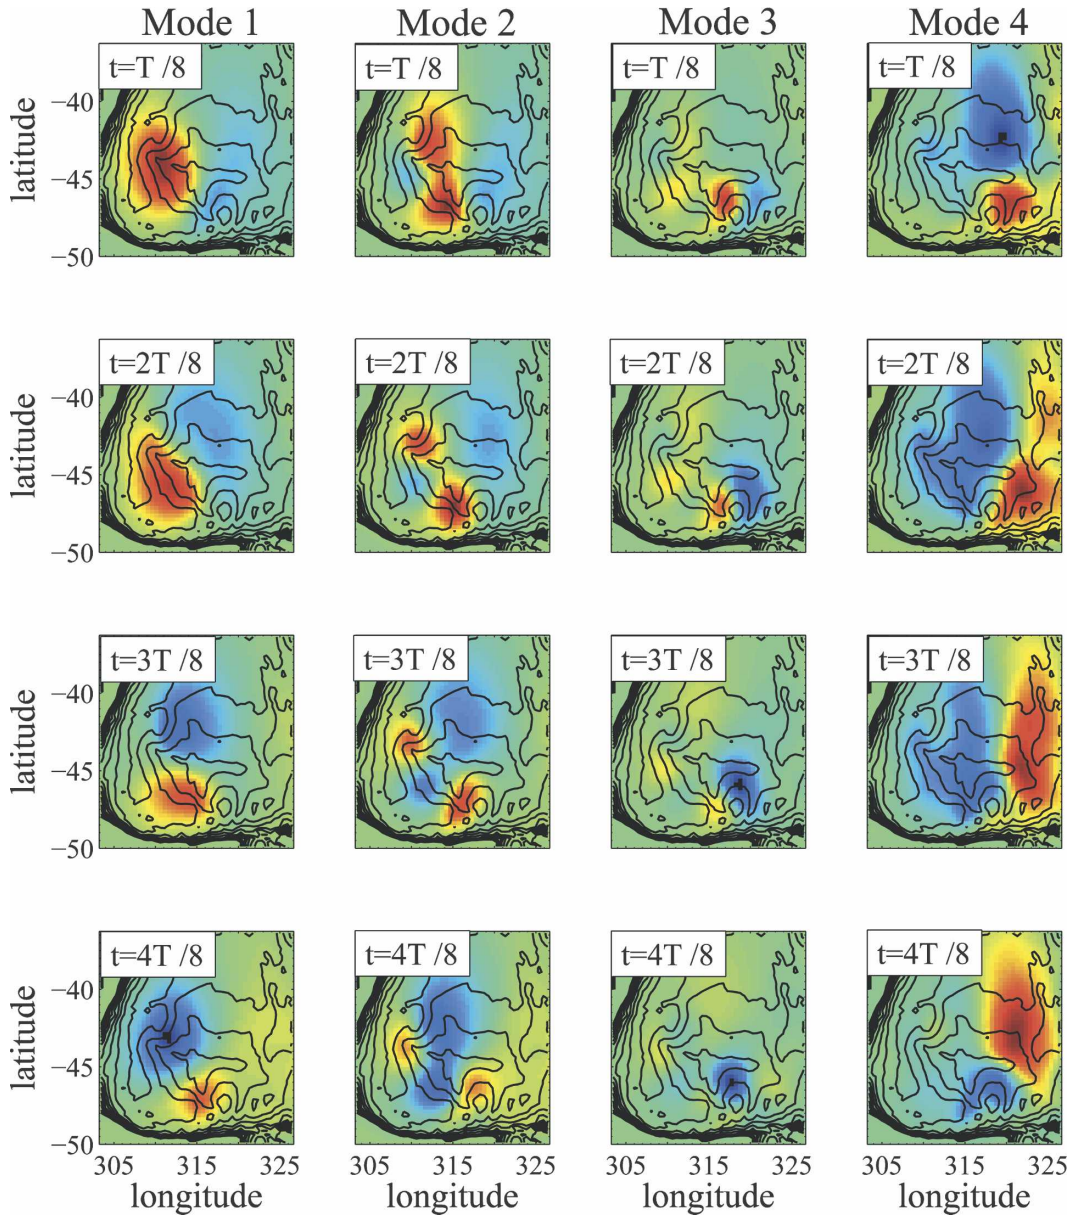 Mode 1 Mode 2 Mode 3 Mode 4
t=T /8 t=T /8 t=T /8 t=T /8
−40
latitude
−45
−50
t=2T /8 t=2T /8 t=2T /8 t=2T /8
−40
latitude
−45
−50
t=3T /8 t=3T /8 t=3T /8 t=3T /8
−40
latitude
−45
−50
t=4T /8 t=4T /8 t=4T /8 t=4T /8
−40
latitude
−45
−50
305 315 325 305 315 325 305 315 325 305 315 325
longitude longitude longitude longitude